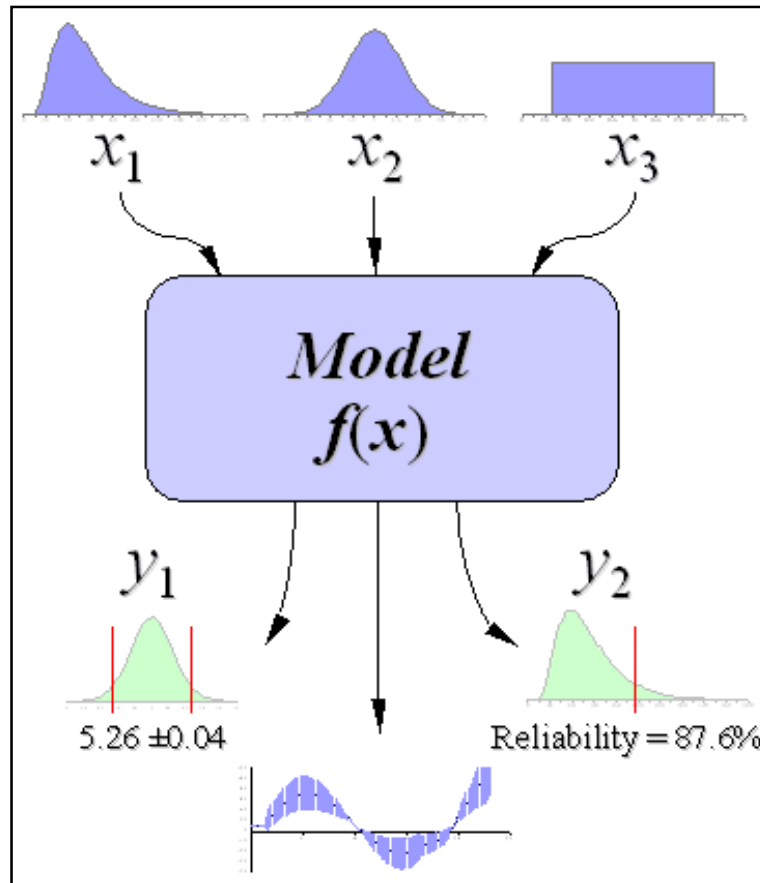 x1 x2 x3
Model
f(x)
y1 y2
5.26 ±0.04 Reliability = 87.6%